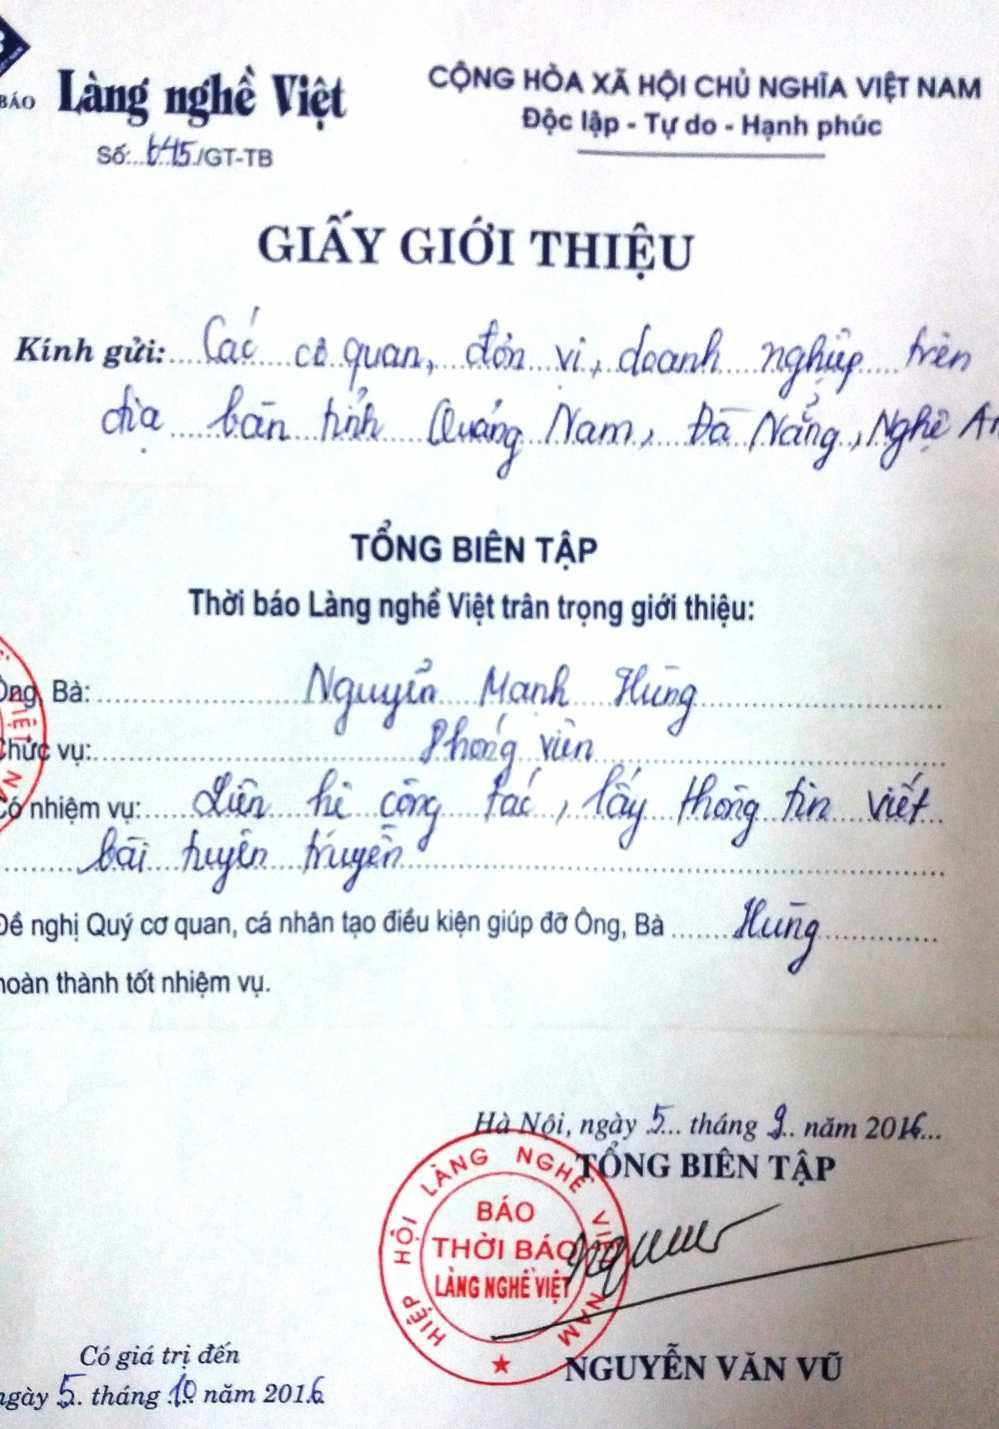 BÁO Làng nghề Việt
Số: 645/GT-TB
CỘNG HÒA XÃ HỘI CHỦ NGHĨA VIỆT NAM
Độc lập - Tự do - Hạnh phúc
GIẤY GIỚI THIỆU
Kính gửi: Các cơ quan, đơn vị, doanh nghiệp trên
địa bàn tỉnh Quảng Nam, Đà Nẵng, Nghệ An
TỔNG BIÊN TẬP
Thời báo Làng nghề Việt trân trọng giới thiệu:
Ông, Bà: Nguyễn Mạnh Hùng
Chức vụ: Phóng viên
Có nhiệm vụ: Liên hệ công tác, lấy thông tin viết
bài tuyên truyền
Đề nghị Quý cơ quan, cá nhân tạo điều kiện giúp đỡ Ông, Bà Hùng
hoàn thành tốt nhiệm vụ.
Hà Nội, ngày 5 tháng 9 năm 2016
TỔNG BIÊN TẬP
HIỆP HỘI LÀNG NGHỀ VIỆT NAM
BÁO
THỜI BÁO
LÀNG NGHỀ VIỆT
NGUYỄN VĂN VŨ
Có giá trị đến
ngày 5 tháng 10 năm 2016